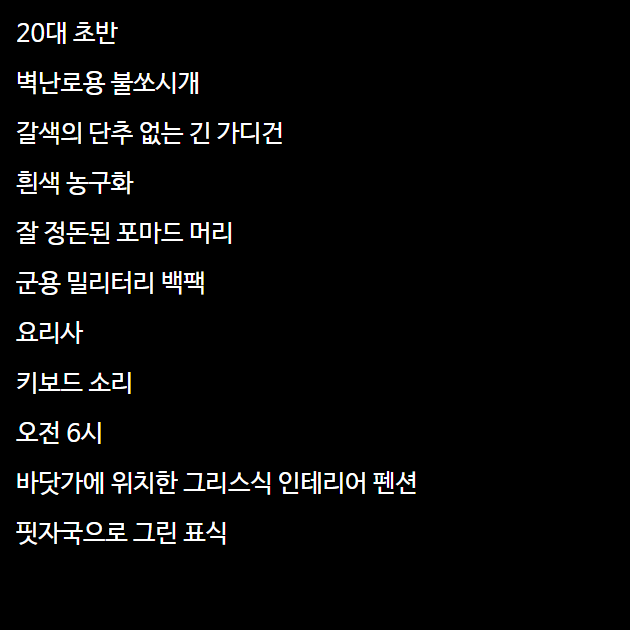 20대 초반
벽난로용 불쏘시개
갈색의 단추 없는 긴 가디건
흰색 농구화
잘 정돈된 포마드 머리
군용 밀리터리 백팩
요리사
키보드 소리
오전 6시
바닷가에 위치한 그리스식 인테리어 펜션
핏자국으로 그린 표식